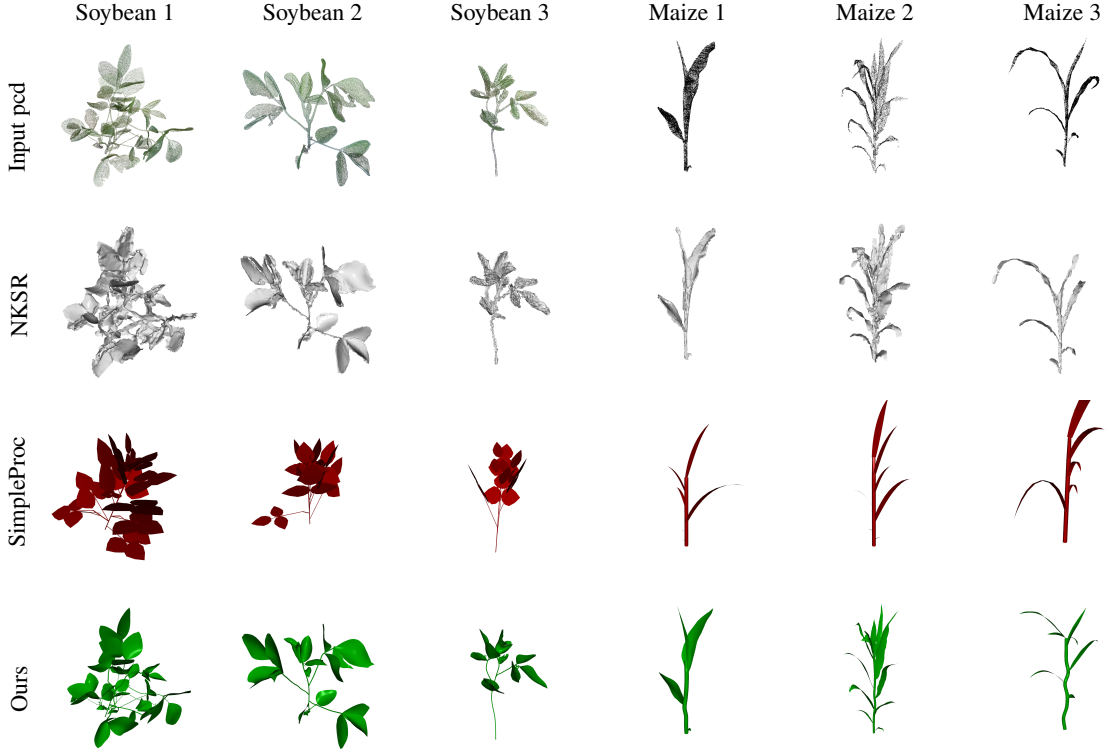 Soybean 1 Soybean 2 Soybean 3 Maize 1 Maize 2 Maize 3
Input pcd
NKSR
SimpleProc
Ours